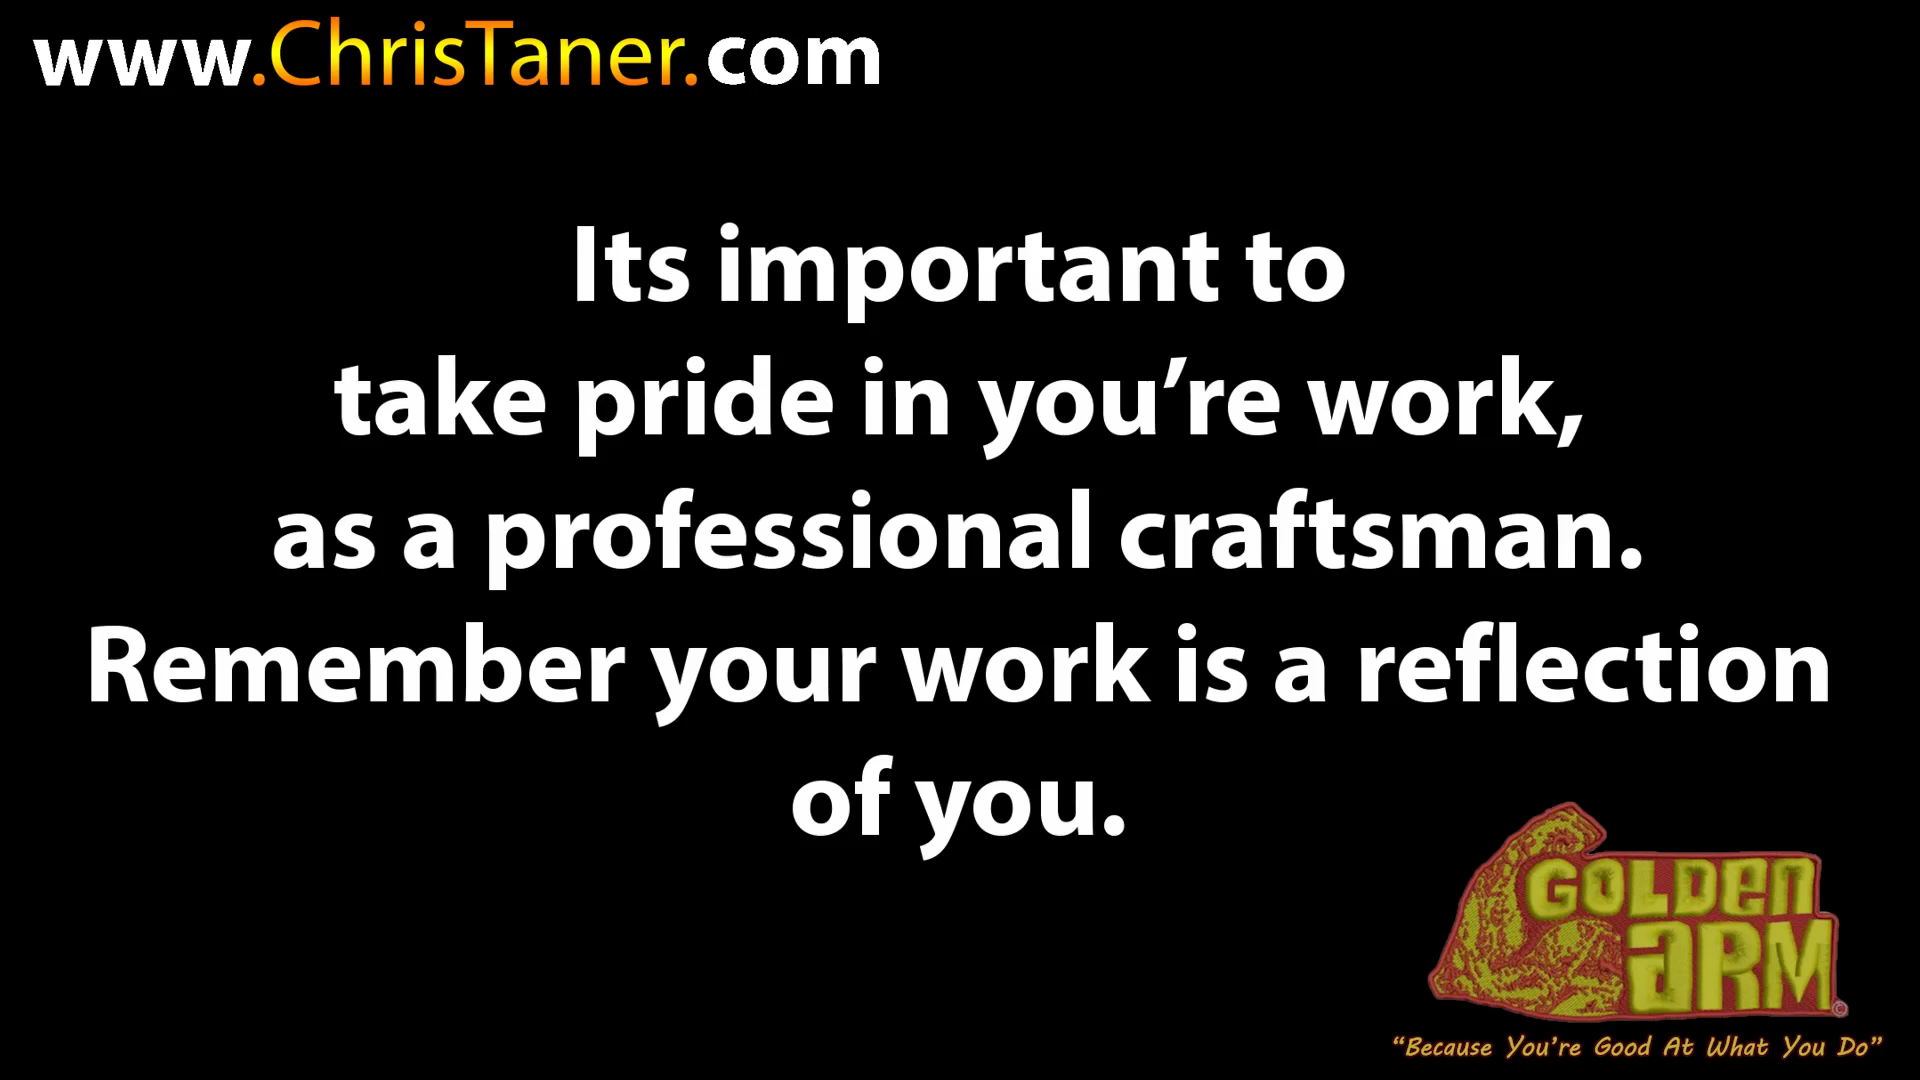 www.ChrisTaner.com
Its important to
take pride in you’re work,
as a professional craftsman.
Remember your work is a reflection
of you.
GOLDEN
ARM
©
“Because You’re Good At What You Do”